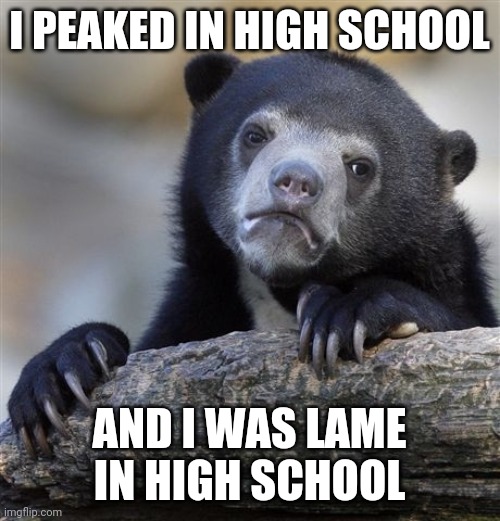 I PEAKED IN HIGH SCHOOL
AND I WAS LAME
IN HIGH SCHOOL
imgflip.com